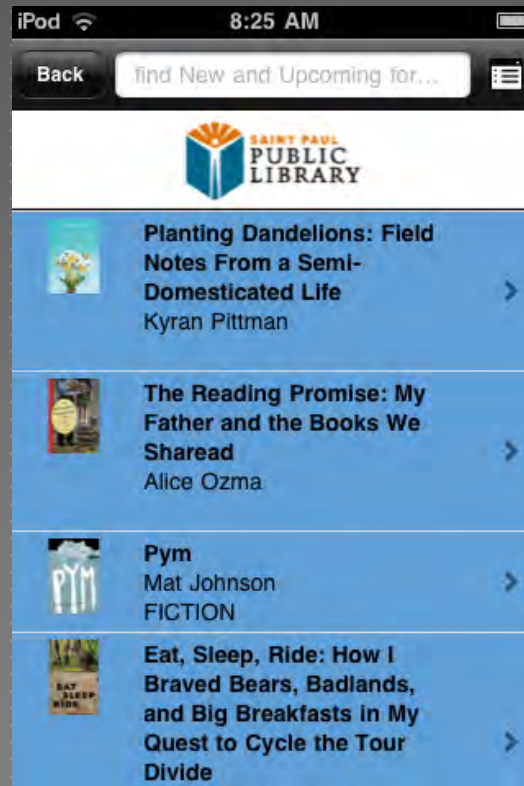 iPod 8:25 AM
Back find New and Upcoming for...
SAINT PAUL
PUBLIC
LIBRARY
Planting Dandelions: Field
Notes From a Semi-
Domesticated Life
Kyran Pittman
The Reading Promise: My
Father and the Books We
Sharead
Alice Ozma
PYM
Pym
Mat Johnson
FICTION
EAT
SLEEP
RIDE
Eat, Sleep, Ride: How I
Braved Bears, Badlands,
and Big Breakfasts in My
Quest to Cycle the Tour
Divide